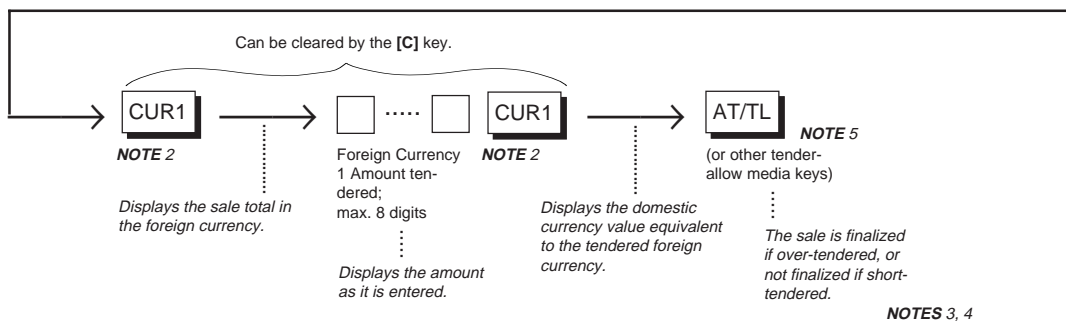 Can be cleared by the [C] key.
CUR1
.....
CUR1
AT/TL
NOTE 2
NOTE 2
NOTE 5
Foreign Currency
1 Amount ten-
dered;
max. 8 digits
(or other tender-
allow media keys)
Displays the sale total in
the foreign currency.
Displays the amount
as it is entered.
Displays the domestic
currency value equivalent
to the tendered foreign
currency.
The sale is finalized
if over-tendered, or
not finalized if short-
tendered.
NOTES 3, 4